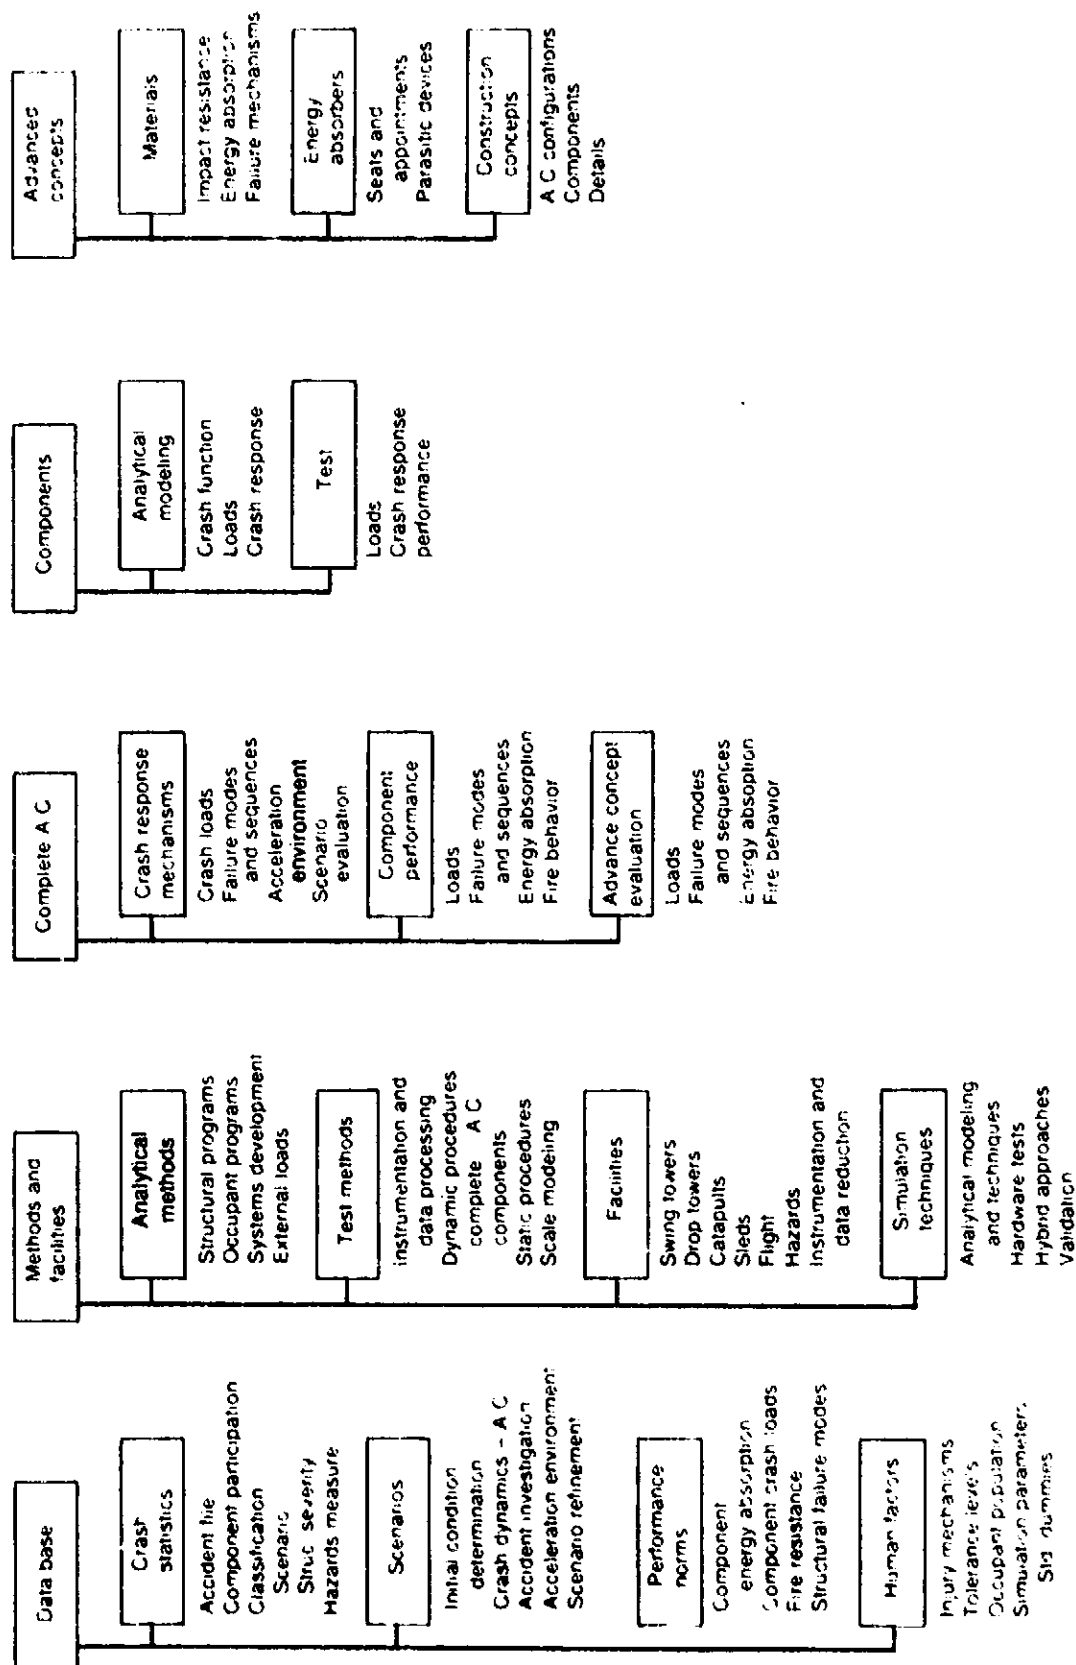 Data base
Crash
statistics
Accident file
Component participation
Classification
Scenario
Struc severity
Hazards measure
Scenarios
Initial condition
determination
Crash dynamics - A C
Accident investigation
Acceleration environment
Scenario refinement
Performance
norms
Component
energy absorption
Component crash loads
Fire resistance
Structural failure modes
Human factors
Injury mechanisms
Tolerance levels
Occupant population
Simulation parameters
Std dummies
Methods and
facilities
Analytical
methods
Structural programs
Occupant programs
Systems development
External loads
Test methods
instrumentation and
data processing
Dynamic procedures
complete A C
components
Static procedures
Scale modeling
Facilities
Swing towers
Drop towers
Catapults
Sleds
Flight
Hazards
Instrumentation and
data reduction
Simulation
techniques
Analytical modeling
and techniques
Hardware tests
Hybrid approaches
Validation
Complete A C
Crash response
mechanisms
Crash loads
Failure modes
and sequences
Acceleration
environment
Scenario
evaluation
Component
performance
Loads
Failure modes
and sequences
Energy absorption
Fire behavior
Advance concept
evaluation
Loads
Failure modes
and sequences
Energy absoption
Fire behavior
Components
Analytical
modeling
Crash function
Loads
Crash response
Test
Loads
Crash response
performance
Advanced
concepts
Materials
Impact resistance
Energy absorption
Failure mechanisms
Energy
absorbers
Seats and
appointments
Parasitic devices
Construction
concepts
A C configurations
Components
Details